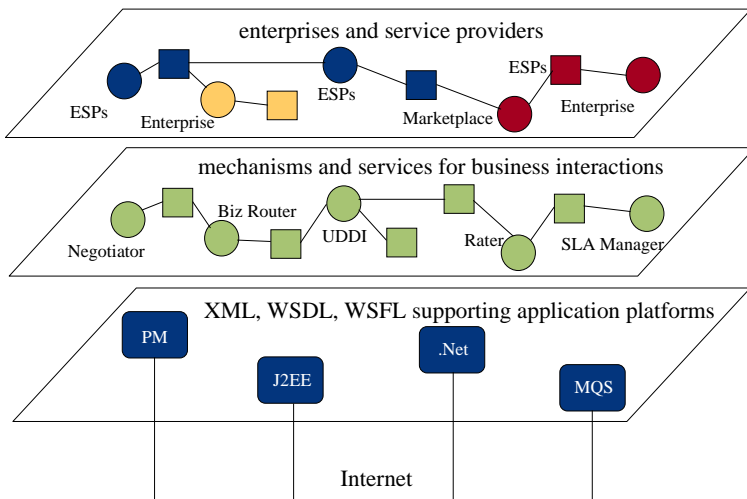 enterprises and service providers
ESPs
ESPs
ESPs
Enterprise
Enterprise
Marketplace
mechanisms and services for business interactions
Biz Router
UDDI
Negotiator
Rater
SLA Manager
XML, WSDL, WSFL supporting application platforms
PM
.Net
J2EE
MQS
Internet